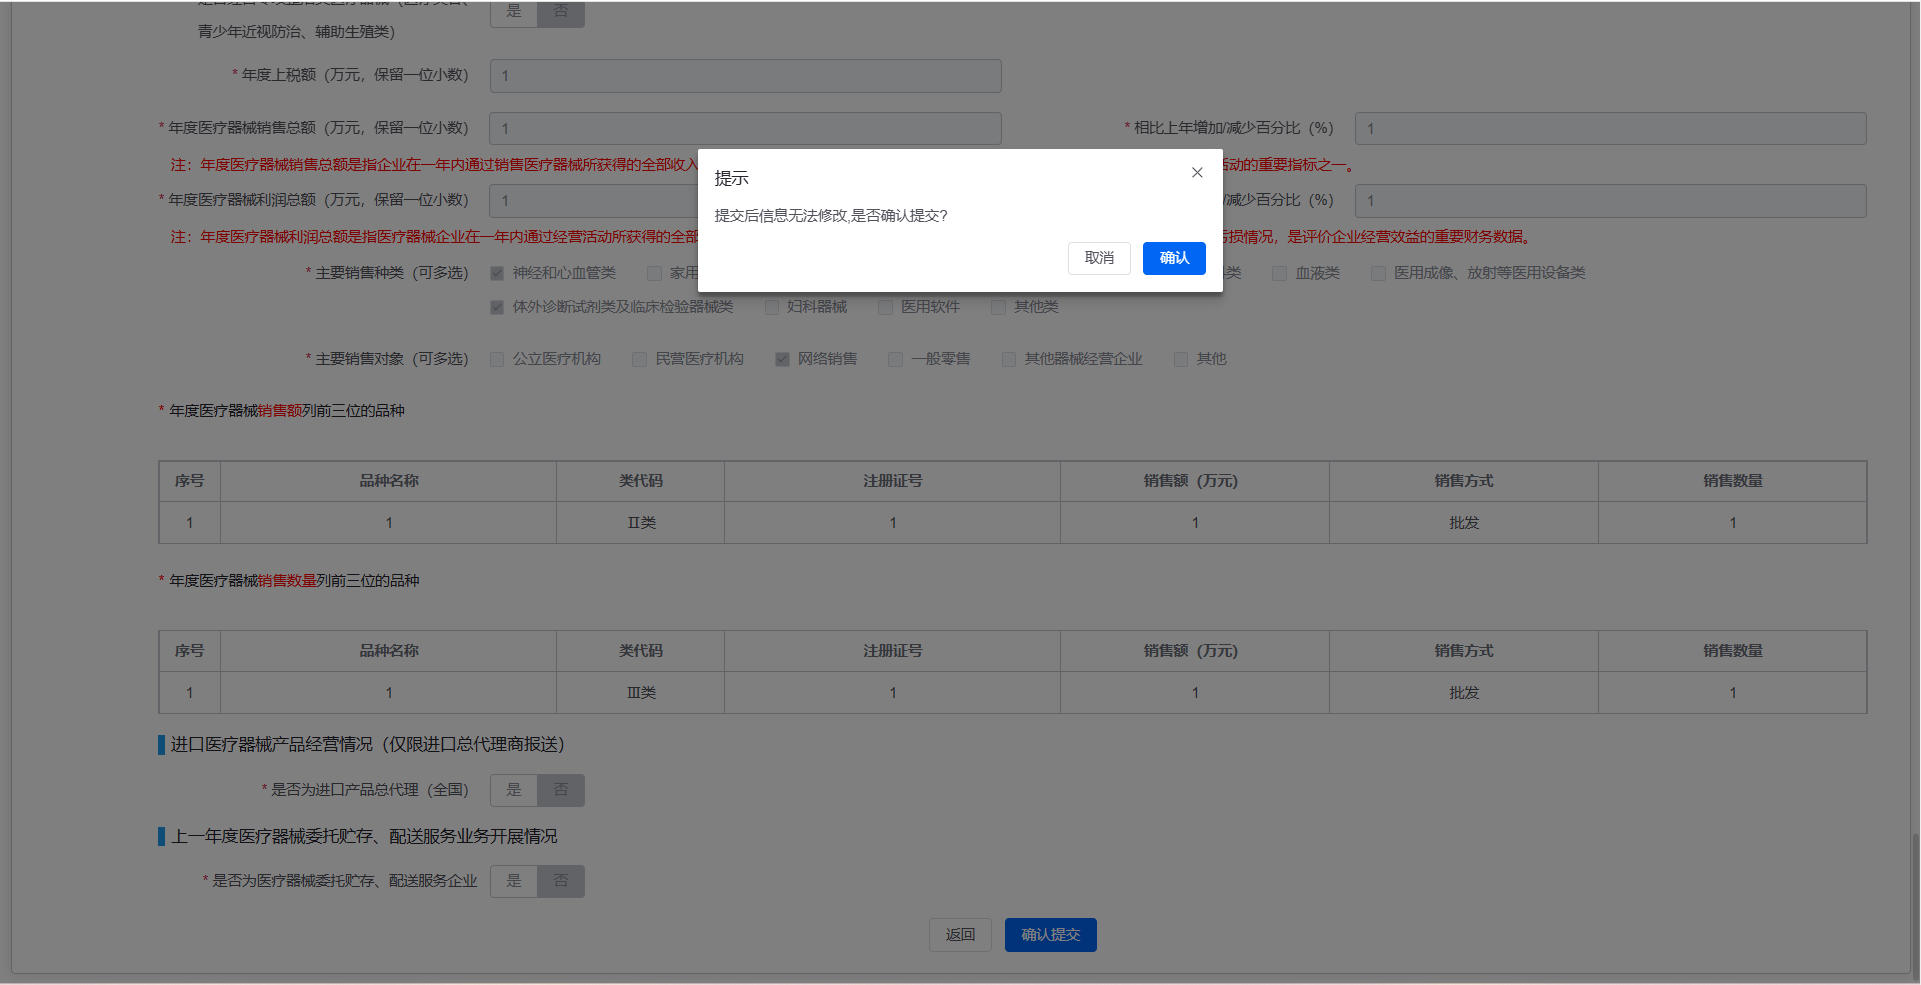 是 否
青少年近视防治、辅助生殖类)
* 年度上税额（万元，保留一位小数） 1
* 年度医疗器械销售总额（万元，保留一位小数） 1 * 相比上年增加/减少百分比（%） 1
注：年度医疗器械销售总额是指企业在一年内通过销售医疗器械所获得的全部收入 活动的重要指标之一。
* 年度医疗器械利润总额（万元，保留一位小数） 1 /减少百分比（%） 1
注：年度医疗器械利润总额是指医疗器械企业在一年内通过经营活动所获得的全部 亏损情况，是评价企业经营效益的重要财务数据。
* 主要销售种类（可多选） 神经和心血管类 家用 类 血液类 医用成像、放射等医用设备类
体外诊断试剂类及临床检验器械类 妇科器械 医用软件 其他类
* 主要销售对象（可多选） 公立医疗机构 民营医疗机构 网络销售 一般零售 其他器械经营企业 其他
提示
提交后信息无法修改,是否确认提交?
取消 确认
* 年度医疗器械销售额列前三位的品种
序号 品种名称 类代码 注册证号 销售额（万元) 销售方式 销售数量
1 1 Ⅱ类 1 1 批发 1
* 年度医疗器械销售数量列前三位的品种
序号 品种名称 类代码 注册证号 销售额（万元) 销售方式 销售数量
1 1 Ⅲ类 1 1 批发 1
进口医疗器械产品经营情况（仅限进口总代理商报送）
* 是否为进口产品总代理（全国） 是 否
上一年度医疗器械委托贮存、配送服务业务开展情况
* 是否为医疗器械委托贮存、配送服务企业 是 否
返回 确认提交